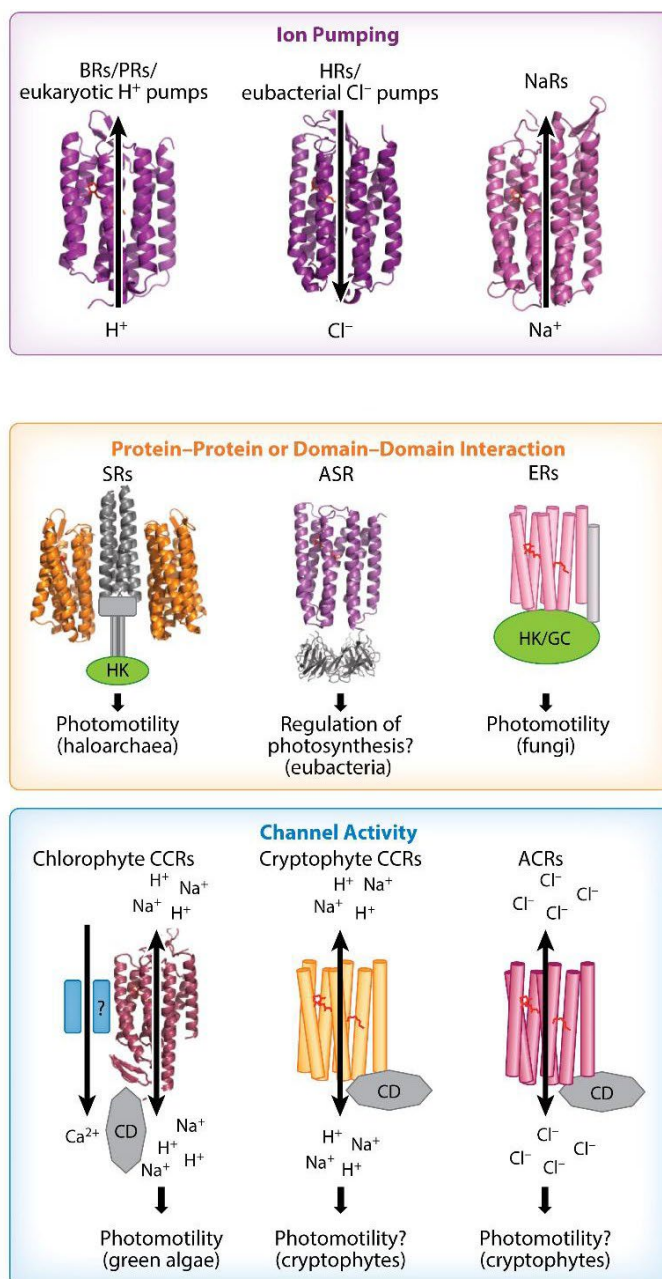 Ion Pumping
BRs/PRs/
eukaryotic H⁺ pumps
HRs/
eubacterial Cl⁻ pumps
NaRs
H⁺
Cl⁻
Na⁺
Protein–Protein or Domain–Domain Interaction
SRs
ASR
ERs
HK
HK/GC
Photomotility
(haloarchaea)
Regulation of
photosynthesis?
(eubacteria)
Photomotility
(fungi)
Channel Activity
Chlorophyte CCRs
H⁺
Na⁺
Na⁺
H⁺
?
Ca²⁺
CD
Na⁺
H⁺
H⁺
Na⁺
Photomotility
(green algae)
Cryptophyte CCRs
H⁺
Na⁺
Na⁺
H⁺
CD
H⁺
Na⁺
Na⁺
H⁺
Photomotility?
(cryptophytes)
ACRs
Cl⁻
Cl⁻
Cl⁻
Cl⁻
Cl⁻
CD
Cl⁻
Cl⁻
Cl⁻
Cl⁻
Cl⁻
Photomotility?
(cryptophytes)